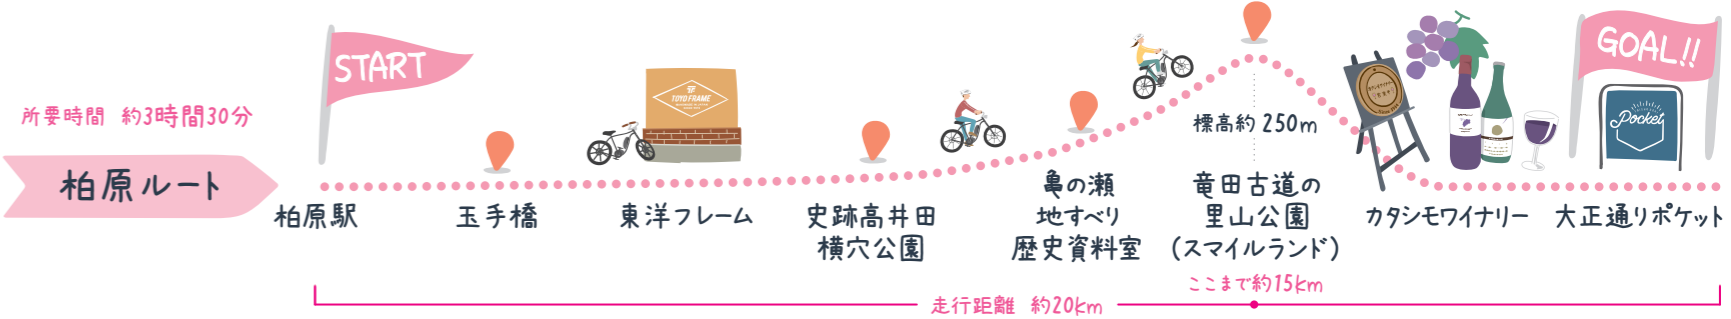 所要時間 約3時間30分
柏原ルート
START
TOYO FRAME
GOAL!!
Pocket
標高約 250m
柏原駅
玉手橋
東洋フレーム
史跡高井田
横穴公園
亀の瀬
地すべり
歴史資料室
竜田古道の
里山公園
(スマイルランド)
カタシモワイナリー
大正通りポケット
ここまで約15km
走行距離 約20km